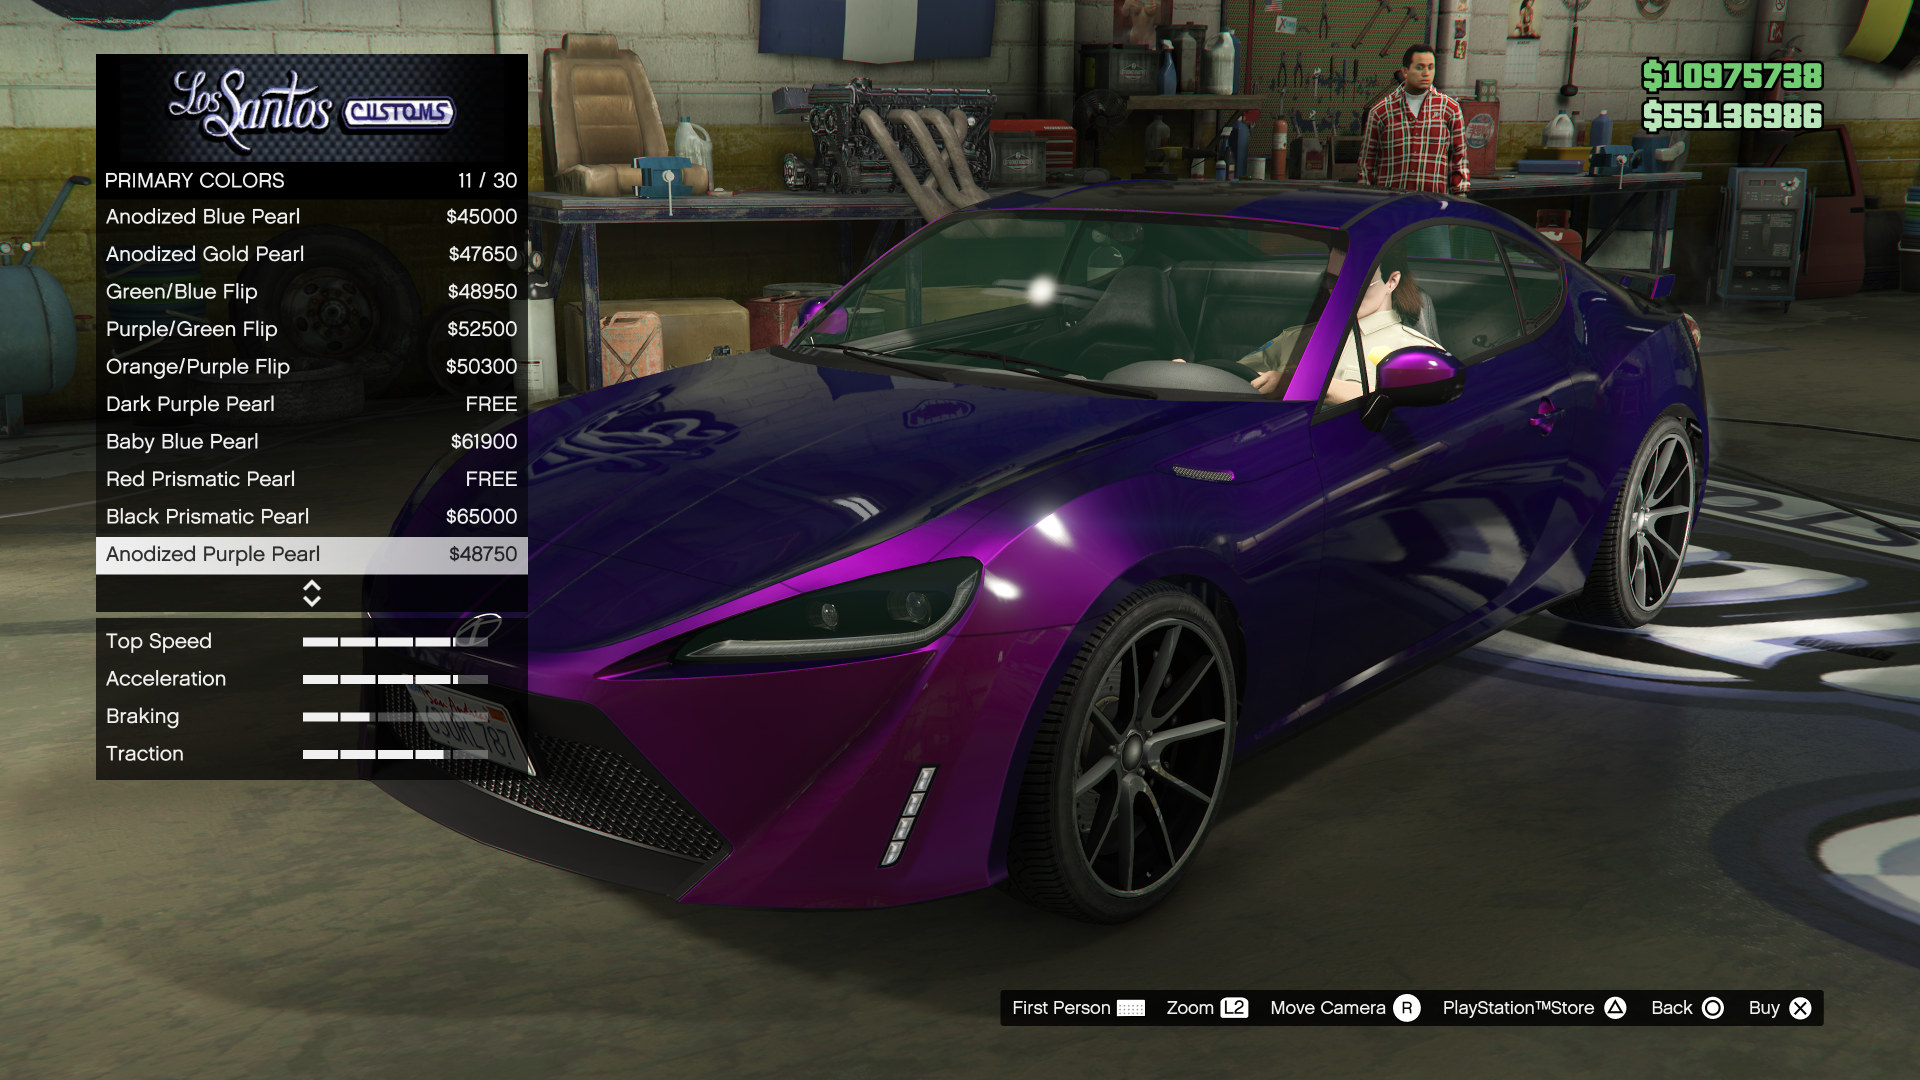 Los Santos CUSTOMS
PRIMARY COLORS 11 / 30
Anodized Blue Pearl $45000
Anodized Gold Pearl $47650
Green/Blue Flip $48950
Purple/Green Flip $52500
Orange/Purple Flip $50300
Dark Purple Pearl FREE
Baby Blue Pearl $61900
Red Prismatic Pearl FREE
Black Prismatic Pearl $65000
Anodized Purple Pearl $48750
Top Speed
Acceleration
Braking
Traction
$10975738
$55136986
First Person Zoom L2 Move Camera R PlayStation™Store Back Buy